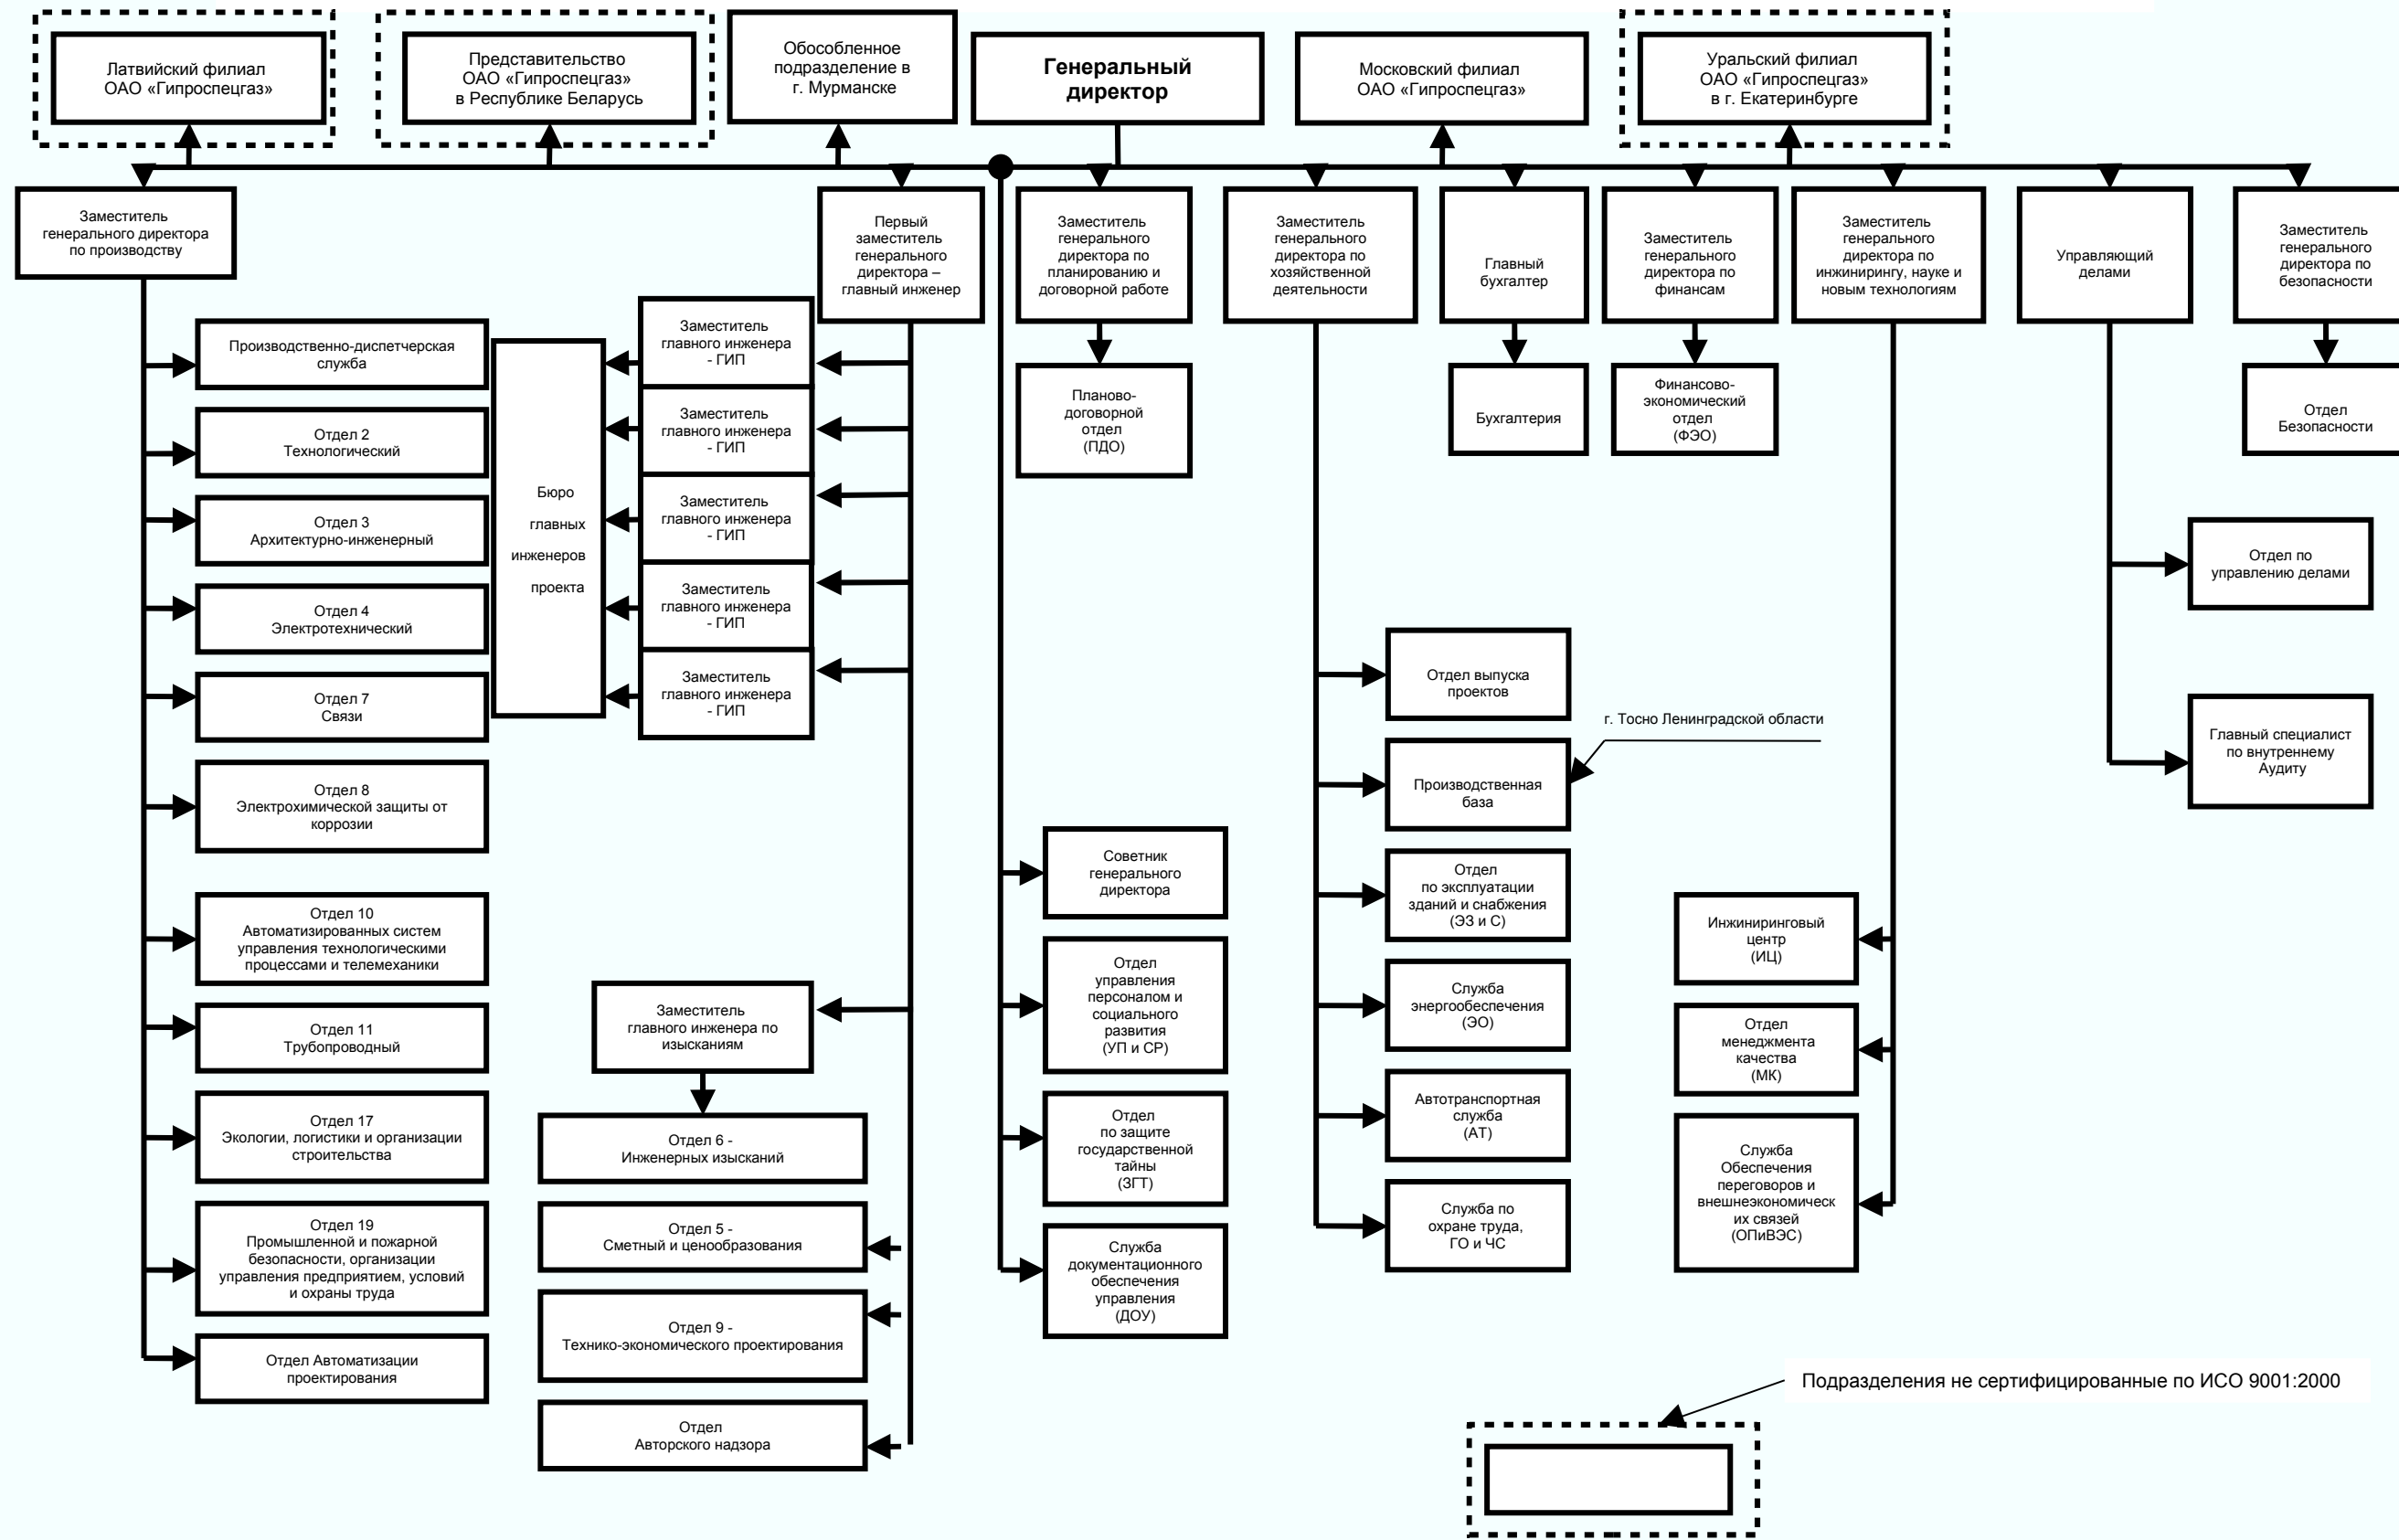 Латвийский филиал
ОАО «Гипроспецгаз»
Представительство
ОАО «Гипроспецгаз»
в Республике Беларусь
Обособленное
подразделение в
г. Мурманске
Генеральный
директор
Московский филиал
ОАО «Гипроспецгаз»
Уральский филиал
ОАО «Гипроспецгаз»
в г. Екатеринбурге
Заместитель
генерального директора
по производству
Первый
заместитель
генерального
директора –
главный инженер
Заместитель
генерального
директора по
планированию и
договорной работе
Заместитель
генерального
директора по
хозяйственной
деятельности
Главный
бухгалтер
Заместитель
генерального
директора по
финансам
Заместитель
генерального
директора по
инжинирингу, науке и
новым технологиям
Управляющий
делами
Заместитель
генерального
директора по
безопасности
Производственно-диспетчерская
служба
Отдел 2
Технологический
Отдел 3
Архитектурно-инженерный
Отдел 4
Электротехнический
Отдел 7
Связи
Отдел 8
Электрохимической защиты от
коррозии
Отдел 10
Автоматизированных систем
управления технологическими
процессами и телемеханики
Отдел 11
Трубопроводный
Отдел 17
Экологии, логистики и организации
строительства
Отдел 19
Промышленной и пожарной
безопасности, организации
управления предприятием, условий
и охраны труда
Отдел Автоматизации
проектирования
Бюро
главных
инженеров
проекта
Заместитель
главного инженера
- ГИП
Заместитель
главного инженера
- ГИП
Заместитель
главного инженера
- ГИП
Заместитель
главного инженера
- ГИП
Заместитель
главного инженера
- ГИП
Заместитель
главного инженера по
изысканиям
Отдел 6 -
Инженерных изысканий
Отдел 5 -
Сметный и ценообразования
Отдел 9 -
Технико-экономического проектирования
Отдел
Авторского надзора
Планово-
договорной
отдел
(ПДО)
Советник
генерального
директора
Отдел
управления
персоналом и
социального
развития
(УП и СР)
Отдел
по защите
государственной
тайны
(ЗГТ)
Служба
документационного
обеспечения
управления
(ДОУ)
Отдел выпуска
проектов
г. Тосно Ленинградской области
Производственная
база
Отдел
по эксплуатации
зданий и снабжения
(ЭЗ и С)
Служба
энергообеспечения
(ЭО)
Автотранспортная
служба
(АТ)
Служба по
охране труда,
ГО и ЧС
Бухгалтерия
Финансово-
экономический
отдел
(ФЭО)
Инжиниринговый
центр
(ИЦ)
Отдел
менеджмента
качества
(МК)
Служба
Обеспечения
переговоров и
внешнеэкономическ
их связей
(ОПиВЭС)
Отдел по
управлению делами
Главный специалист
по внутреннему
Аудиту
Отдел
Безопасности
Подразделения не сертифицированные по ИСО 9001:2000